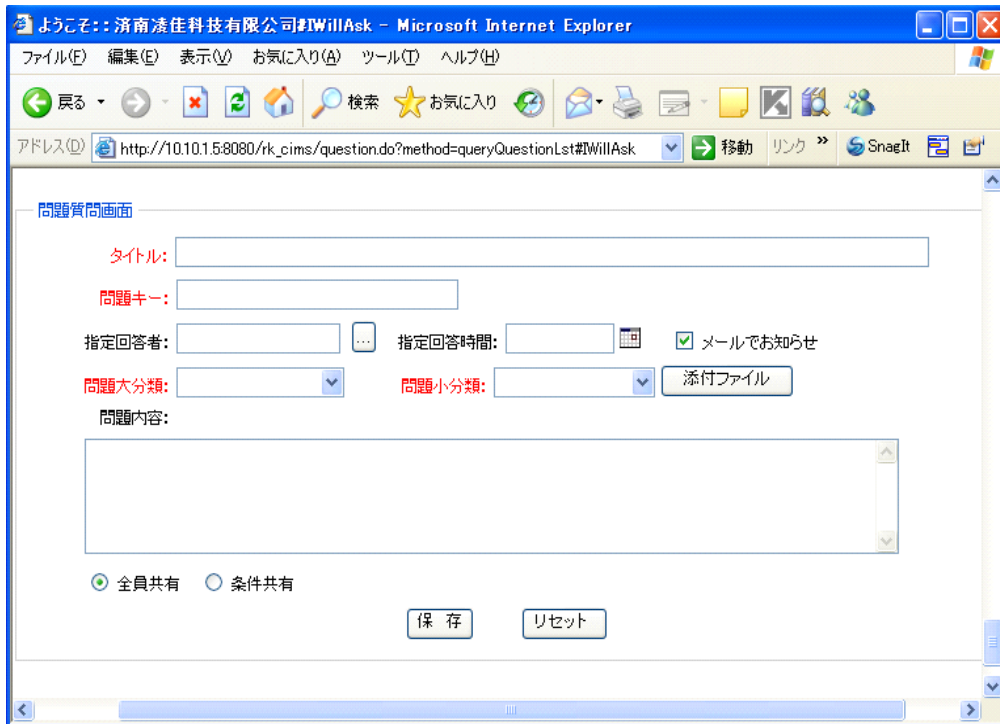 ようこそ::済南凌佳科技有限公司#IWillAsk - Microsoft Internet Explorer
ファイル(F) 編集(E) 表示(V) お気に入り(A) ツール(T) ヘルプ(H)
戻る 検索 お気に入り
アドレス(D) http://10.10.1.5:8080/rk_cims/question.do?method=queryQuestionLst#IWillAsk 移動 リンク » SnagIt
問題質問画面
タイトル:
問題キー:
指定回答者: ... 指定回答時間: メールでお知らせ
問題大分類: 問題小分類: 添付ファイル
問題内容:
全員共有 条件共有
保 存 リセット